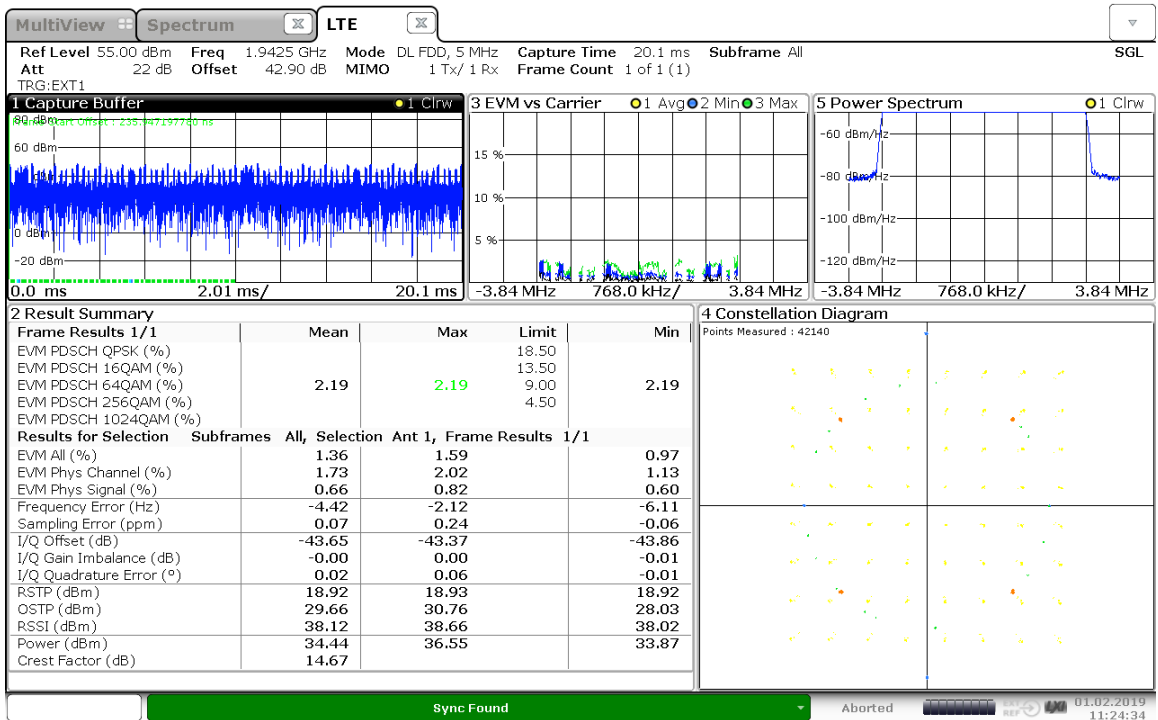 MultiView Spectrum LTE
Ref Level 55.00 dBm Freq 1.9425 GHz Mode DL FDD, 5 MHz Capture Time 20.1 ms Subframe All SGL
Att 22 dB Offset 42.90 dB MIMO 1 Tx/ 1 Rx Frame Count 1 of 1 (1)
TRG:EXT1
1 Capture Buffer 1 Clrw
80 dBm
Frame Start Offset : 235.947197760 ns
60 dBm
0 dBm
-20 dBm
0.0 ms 2.01 ms/ 20.1 ms
3 EVM vs Carrier 1 Avg 2 Min 3 Max
15 %
10 %
5 %
-3.84 MHz 768.0 kHz/ 3.84 MHz
5 Power Spectrum 1 Clrw
-60 dBm/Hz
-80 dBm/Hz
-100 dBm/Hz
-120 dBm/Hz
-3.84 MHz 768.0 kHz/ 3.84 MHz
2 Result Summary
Frame Results 1/1 Mean Max Limit Min
EVM PDSCH QPSK (%) 18.50
EVM PDSCH 16QAM (%) 13.50
EVM PDSCH 64QAM (%) 2.19 2.19 9.00 2.19
EVM PDSCH 256QAM (%) 4.50
EVM PDSCH 1024QAM (%)
Results for Selection Subframes All, Selection Ant 1, Frame Results 1/1
EVM All (%) 1.36 1.59 0.97
EVM Phys Channel (%) 1.73 2.02 1.13
EVM Phys Signal (%) 0.66 0.82 0.60
Frequency Error (Hz) -4.42 -2.12 -6.11
Sampling Error (ppm) 0.07 0.24 -0.06
I/Q Offset (dB) -43.65 -43.37 -43.86
I/Q Gain Imbalance (dB) -0.00 0.00 -0.01
I/Q Quadrature Error (°) 0.02 0.06 -0.01
RSTP (dBm) 18.92 18.93 18.92
OSTP (dBm) 29.66 30.76 28.03
RSSI (dBm) 38.12 38.66 38.02
Power (dBm) 34.44 36.55 33.87
Crest Factor (dB) 14.67
4 Constellation Diagram
Points Measured : 42140
Sync Found Aborted EXT REF LXI 01.02.2019
11:24:34